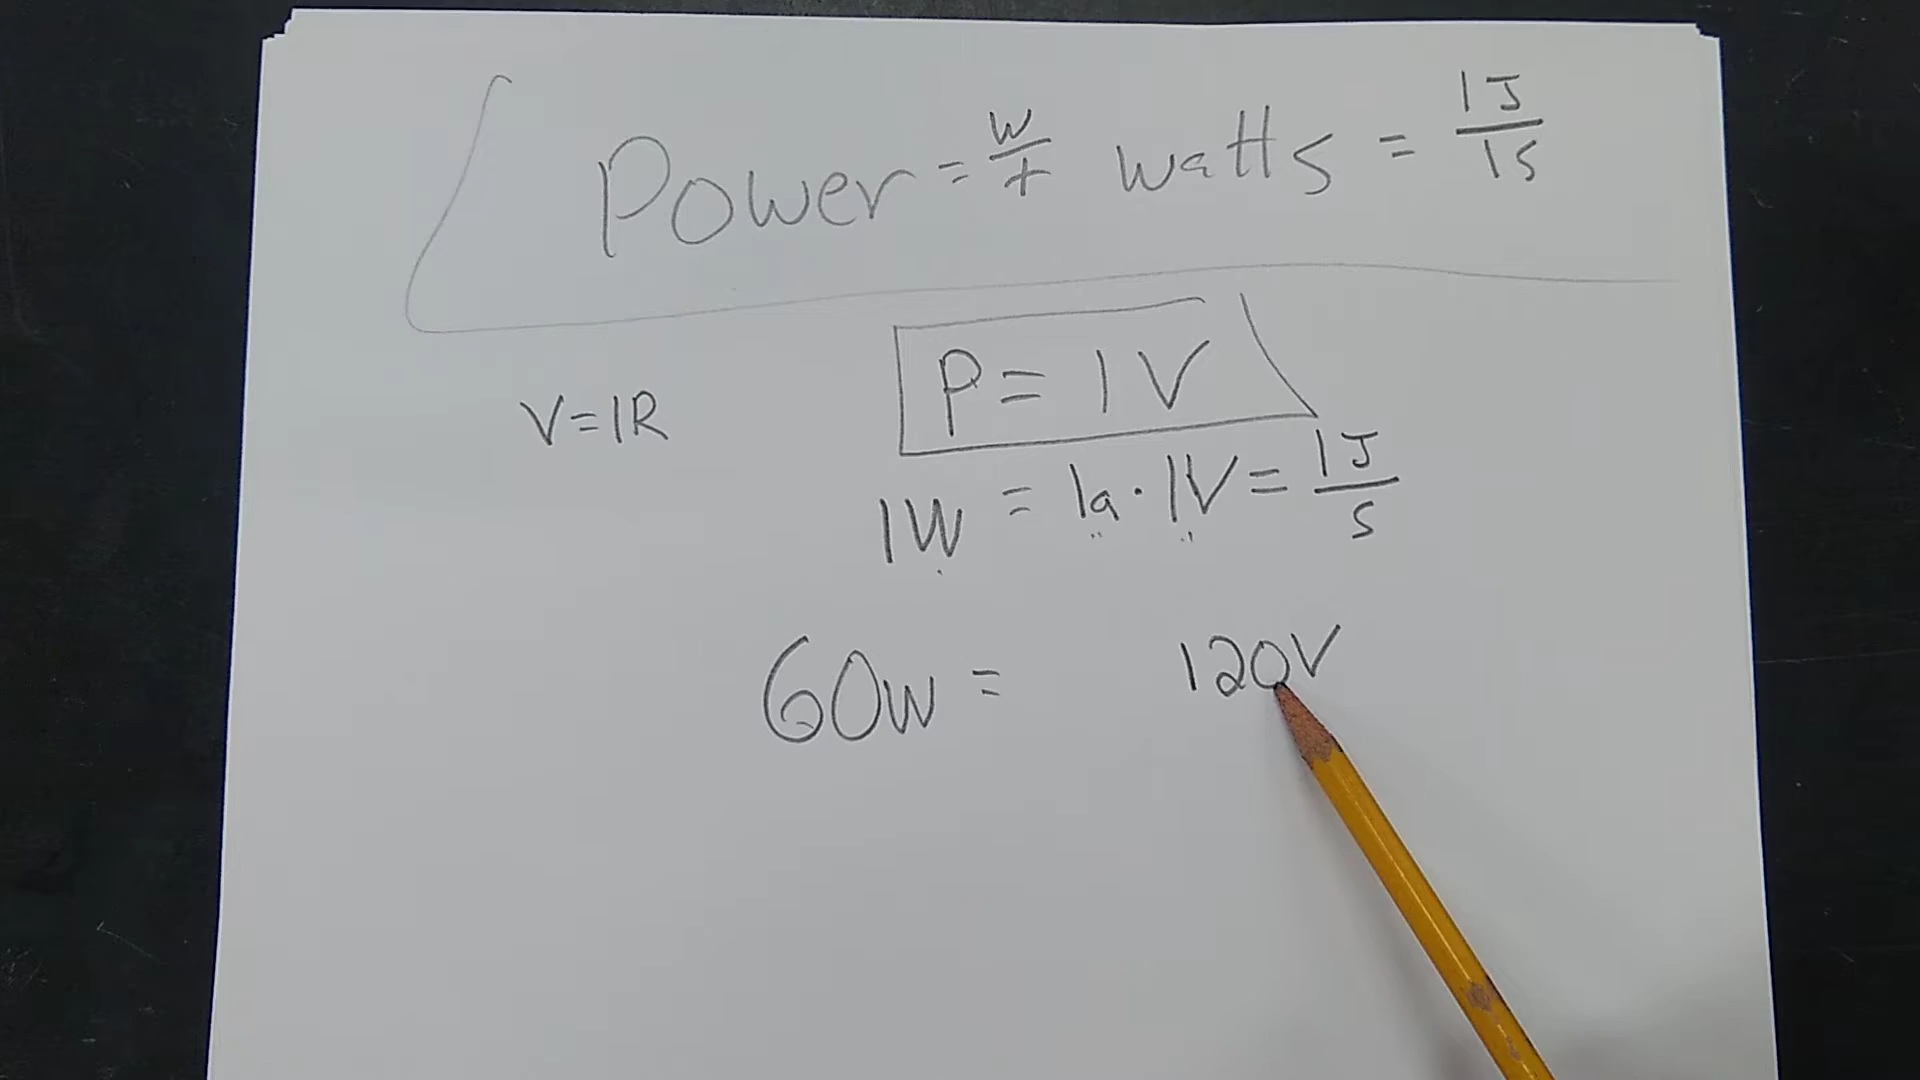 Power = W/t watts = 1J/1s
P = IV
V = IR
1W = 1a · 1V = 1J/s
60w = 120V